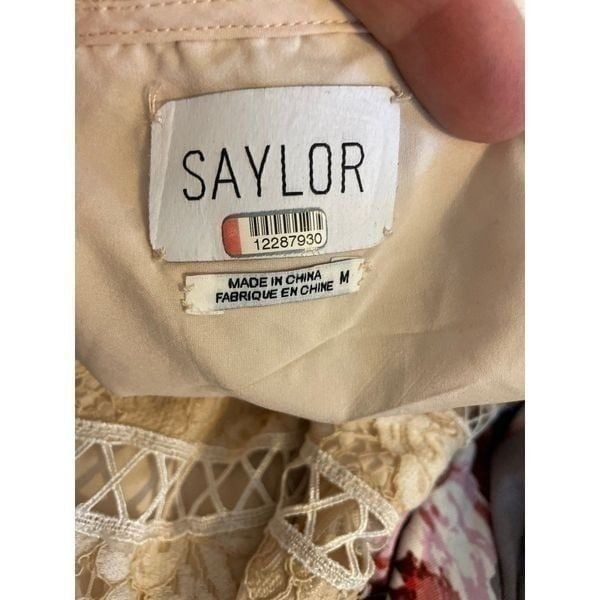 SAYLOR
12287930
MADE IN CHINA M
FABRIQUE EN CHINE